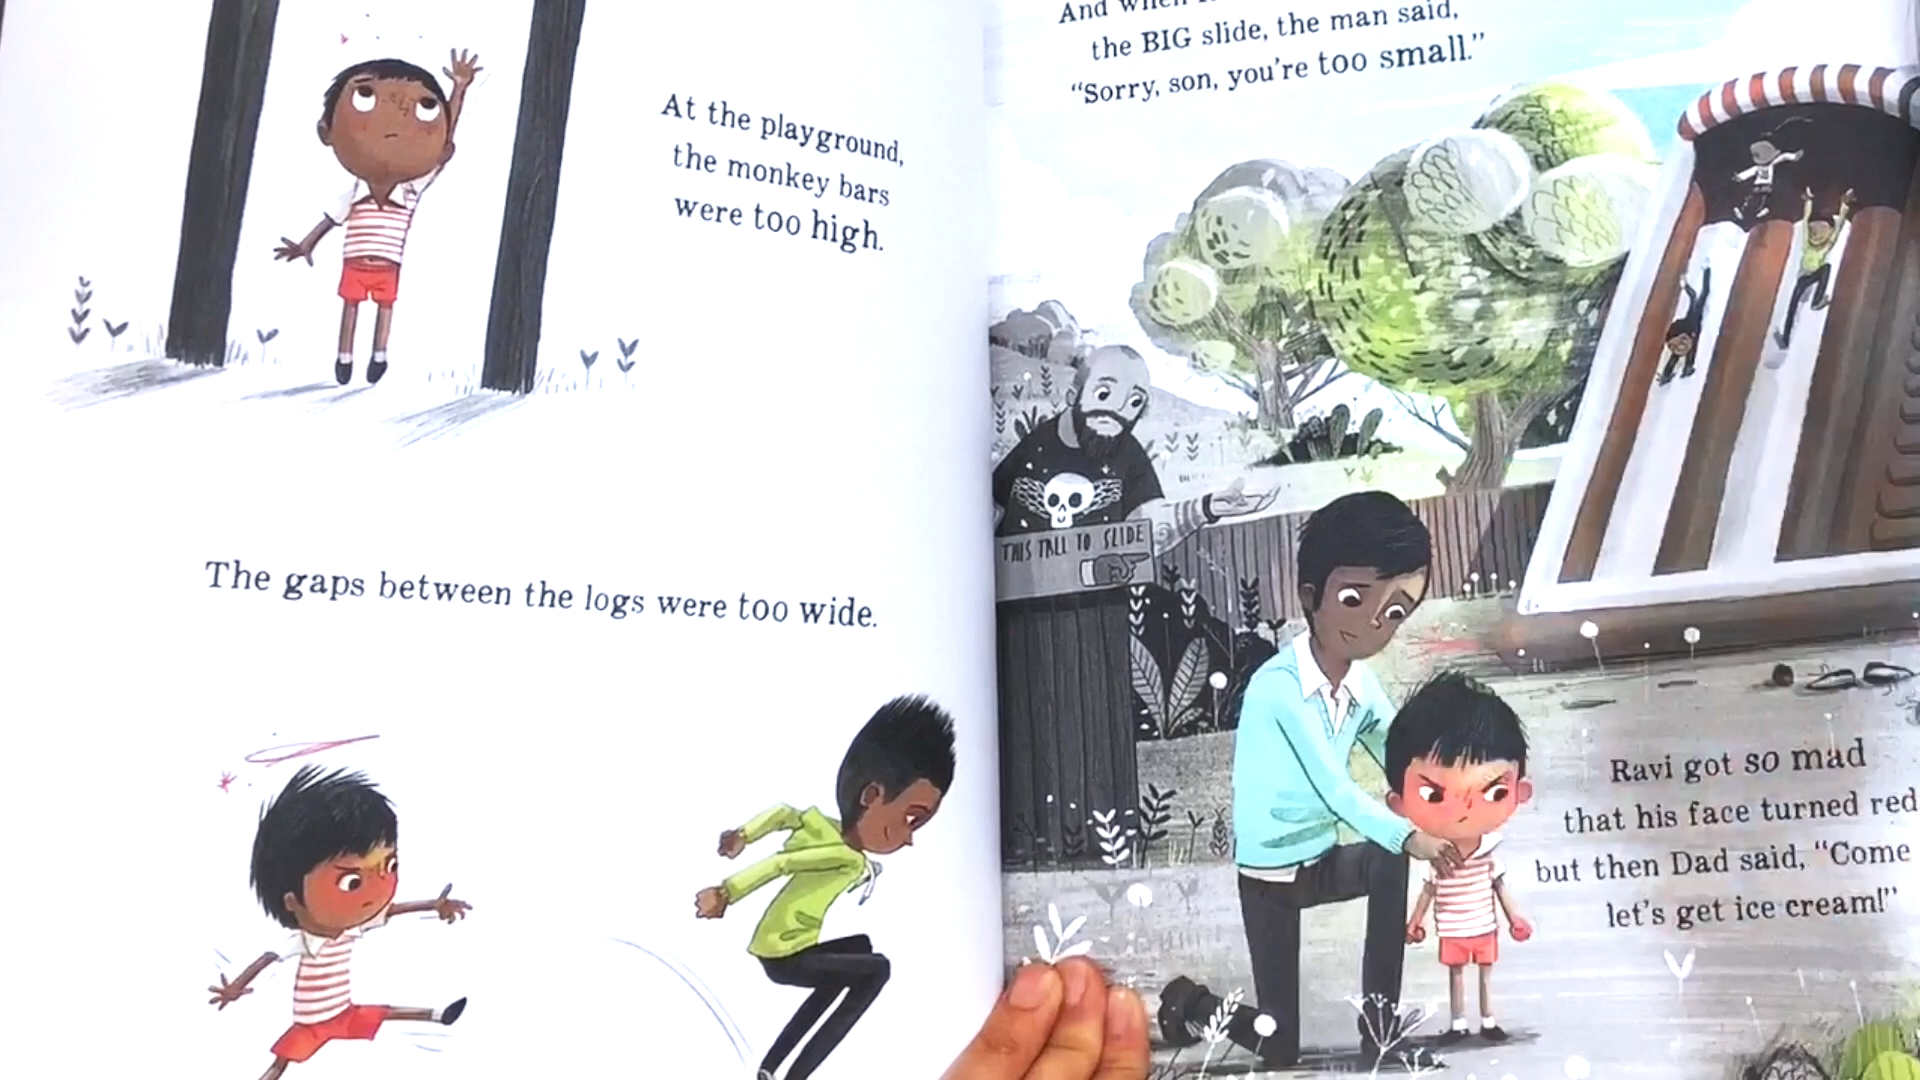 At the playground,
the monkey bars
were too high.
The gaps between the logs were too wide.
And when
the BIG slide, the man said,
“Sorry, son, you’re too small.”
THIS TALL TO SLIDE
Ravi got so mad
that his face turned red
but then Dad said, “Come
let’s get ice cream!”